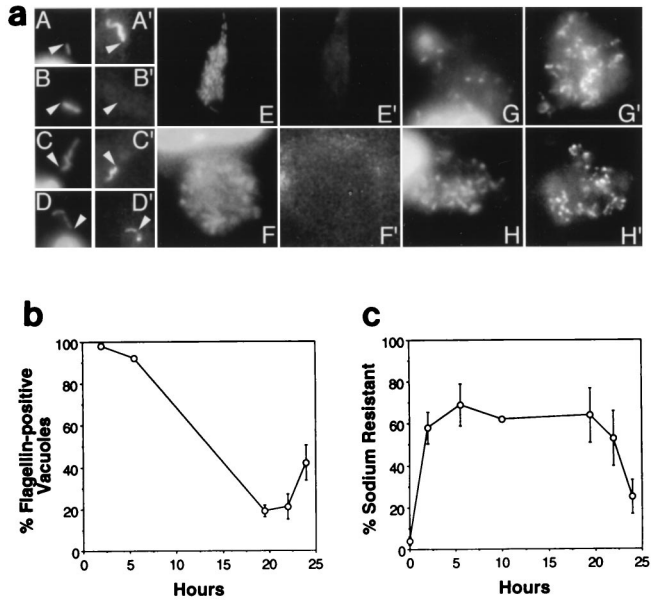 a
A A'
B B'
C C'
D D'
E E' G G'
F F' H H'
b
% Flagellin-positive
Vacuoles
100
80
60
40
20
0
0 5 10 15 20 25
Hours
c
% Sodium Resistant
100
80
60
40
20
0
0 5 10 15 20 25
Hours